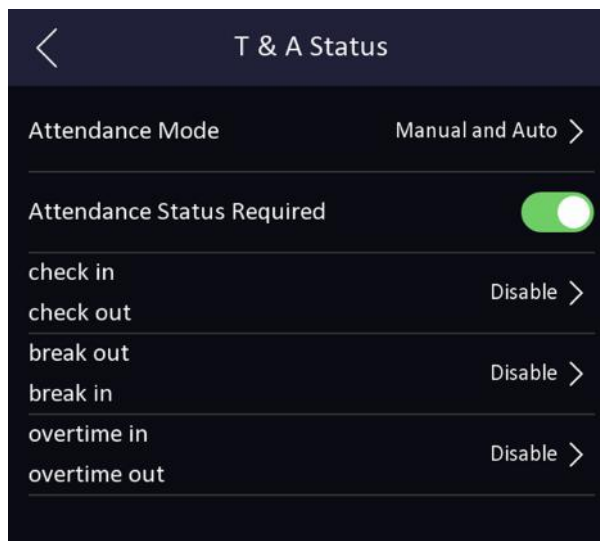 T & A Status
Attendance Mode Manual and Auto
Attendance Status Required
check in
check out
Disable
break out
break in
Disable
overtime in
overtime out
Disable